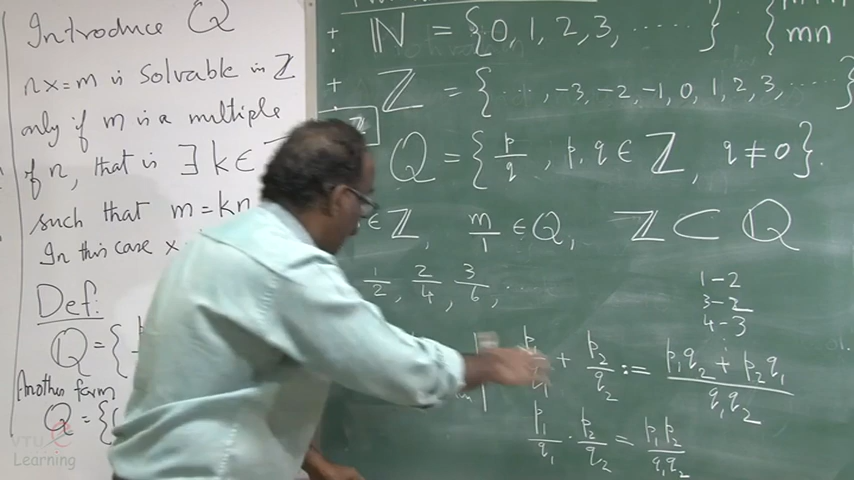 Introduce Q
nx=m is solvable in ℤ
only if m is a multiple
of n, that is ∃ k ∈
such that m=kn
In this case x
Def:
Q={
Another form
Q={
VTU e
Learning
: ℕ = {0, 1, 2, 3, ......}
mn
+ ℤ = {..., -3, -2, -1, 0, 1, 2, 3, ......}
Q = {p/q, p, q ∈ ℤ, q ≠ 0}.
∈ ℤ, m/1 ∈ Q, ℤ ⊂ Q
1/2, 2/4, 3/6, ...
1-2
3-2
4-3
+ p₂/q₂ := p₁q₂ + p₂q₁ / q₁q₂
p₁/q₁ · p₂/q₂ = p₁p₂/q₁q₂